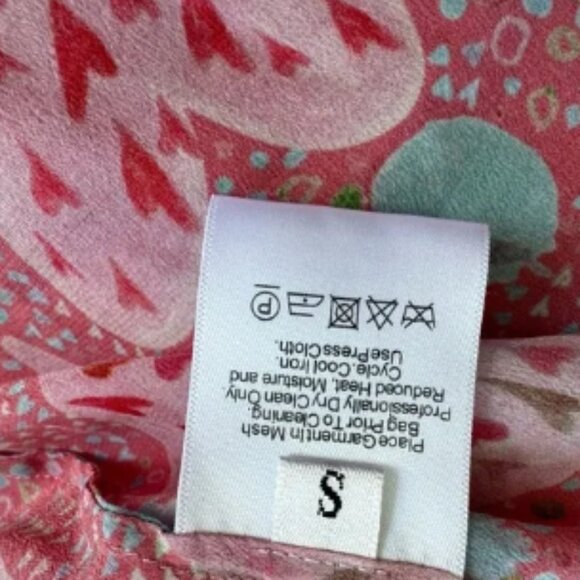 S
Place Garment In Mesh
Bag Prior To Cleaning.
Professionally Dry Clean Only
Reduced Heat, Moisture and
Cycle. Cool Iron.
Use Press Cloth.
P